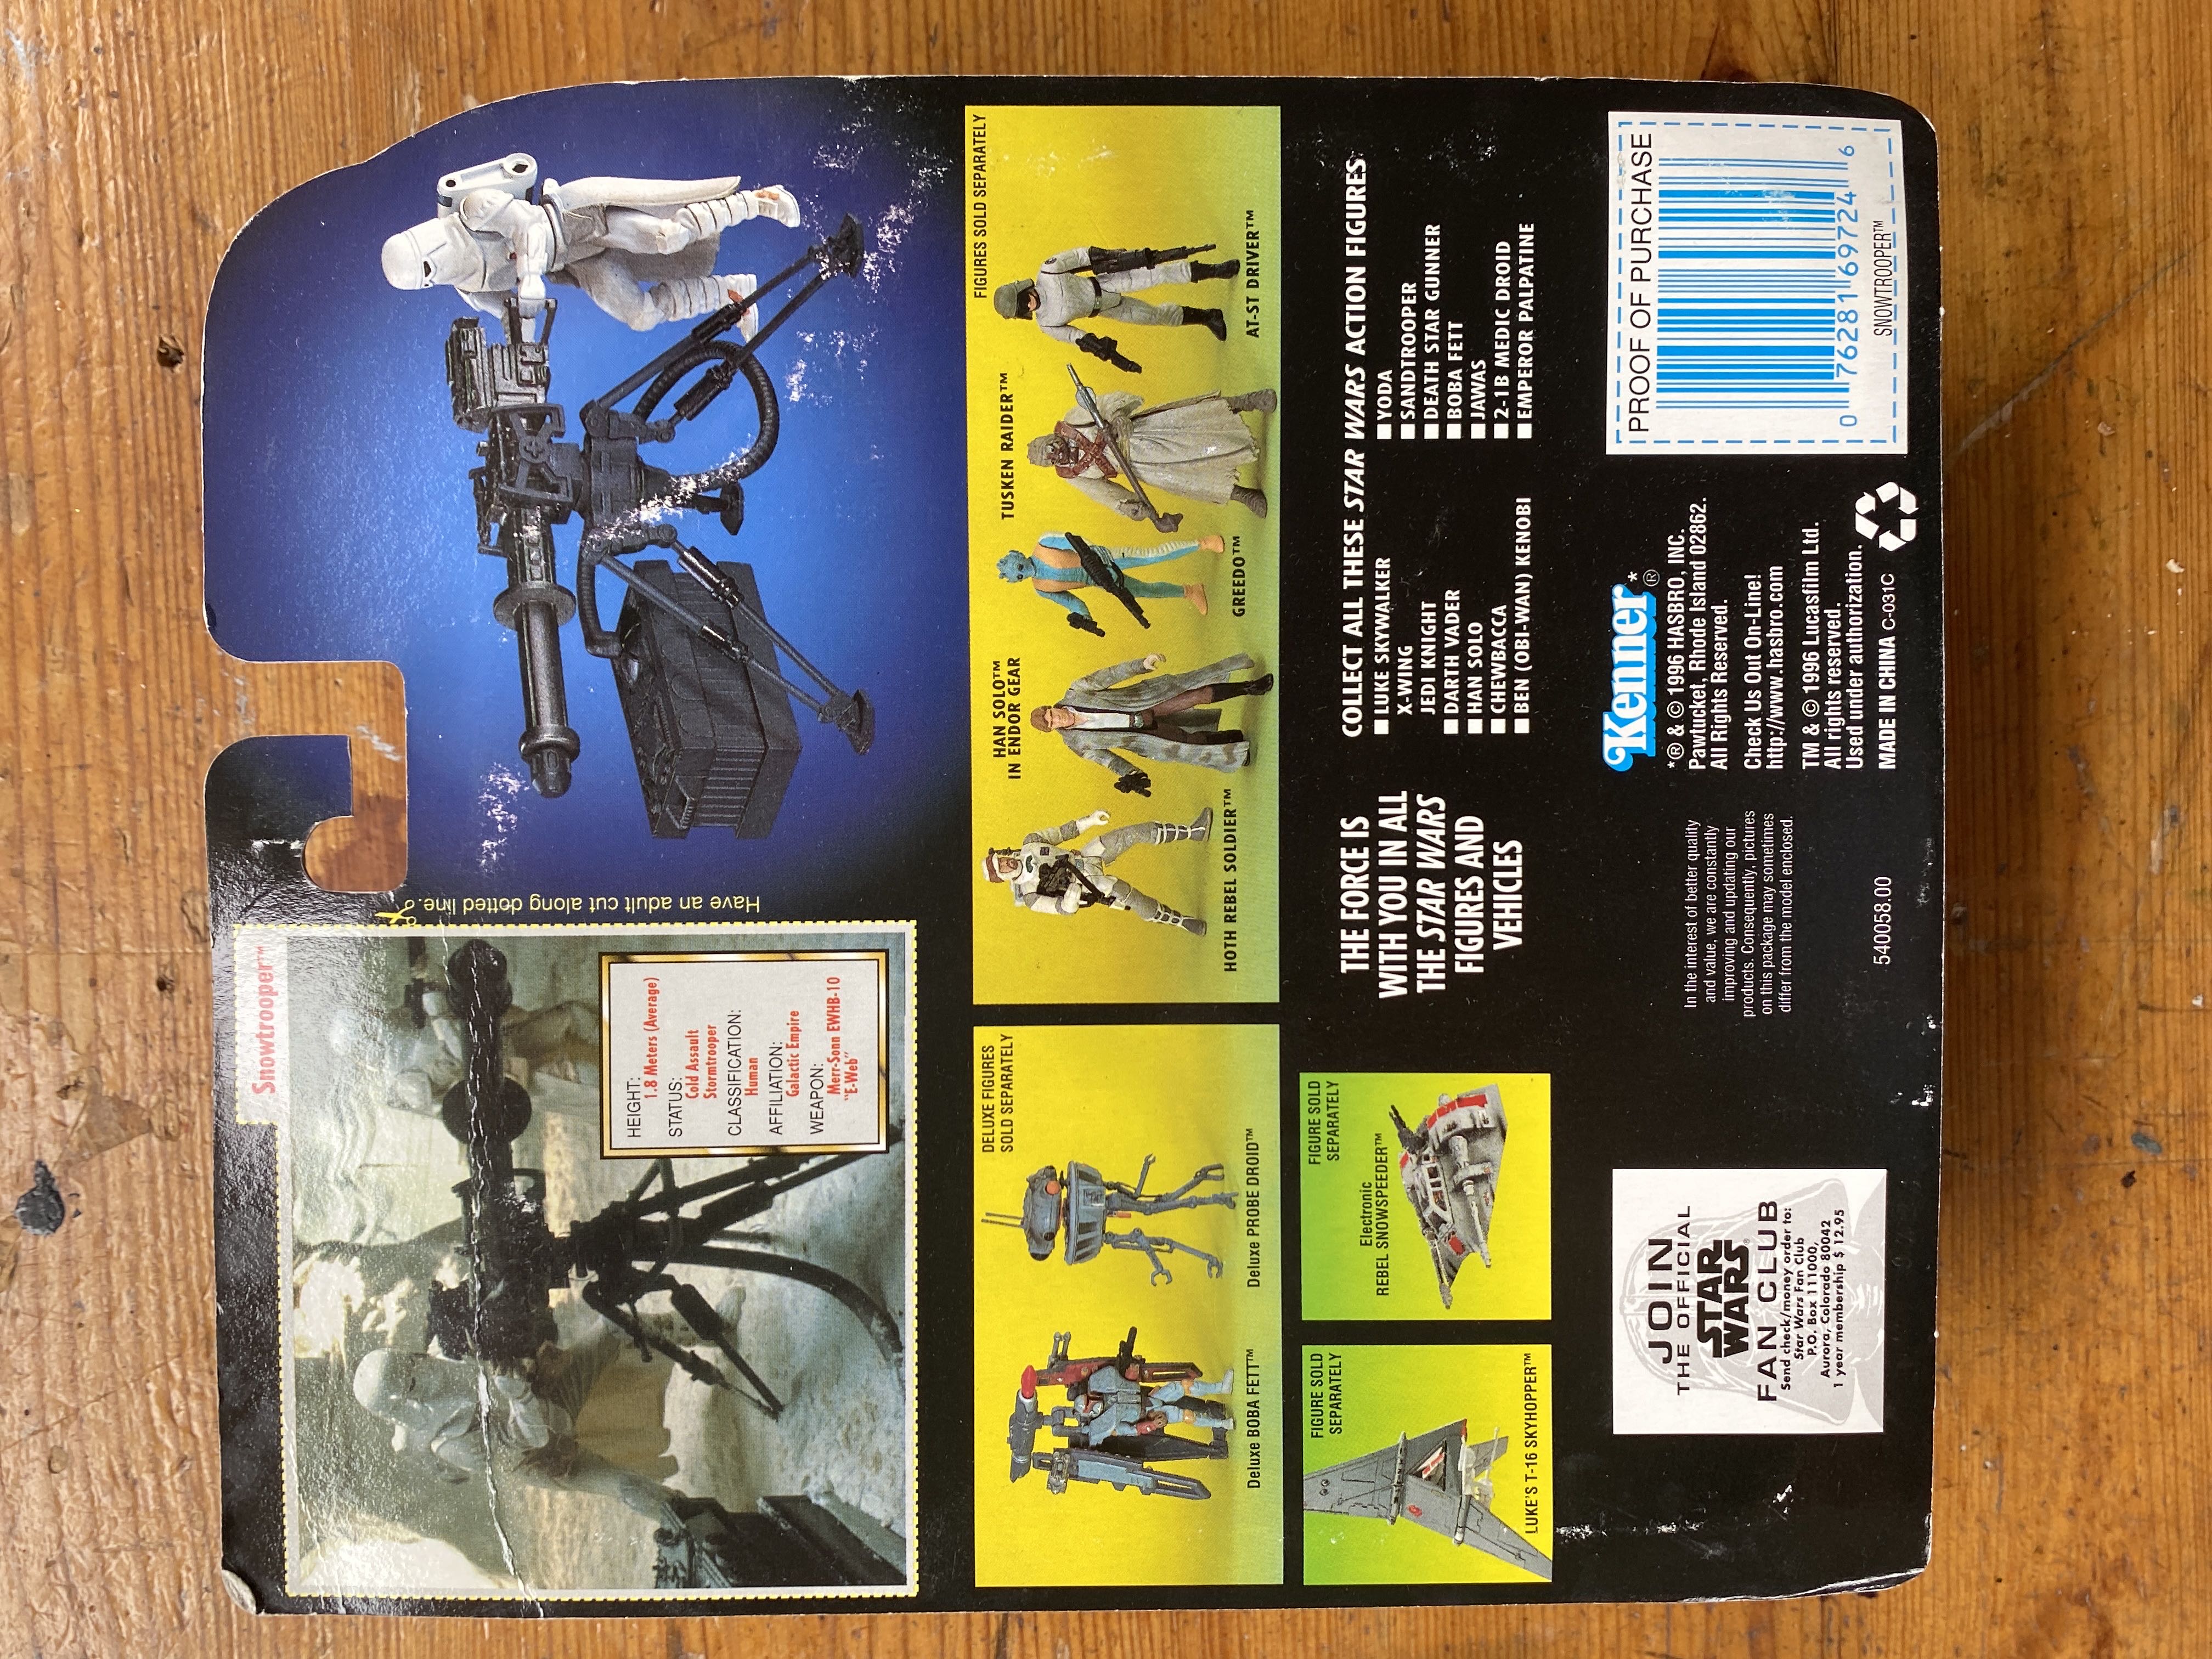 Snowtrooper™
HEIGHT:
1.8 Meters (Average)
STATUS:
Cold Assault
Stormtrooper
CLASSIFICATION:
Human
AFFILIATION:
Galactic Empire
WEAPON:
Merr-Sonn EWHB-10
"E-Web"
Have an adult cut along dotted line.
DELUXE FIGURES
SOLD SEPARATELY
Deluxe BOBA FETT™
Deluxe PROBE DROID™
FIGURES SOLD SEPARATELY
HOTH REBEL SOLDIER™
HAN SOLO™
IN ENDOR GEAR
GREEDO™
TUSKEN RAIDER™
AT-ST DRIVER™
FIGURE SOLD
SEPARATELY
LUKE'S T-16 SKYHOPPER™
FIGURE SOLD
SEPARATELY
Electronic
REBEL SNOWSPEEDER™
THE FORCE IS
WITH YOU IN ALL
THE STAR WARS
FIGURES AND
VEHICLES
COLLECT ALL THESE STAR WARS ACTION FIGURES
■ LUKE SKYWALKER
X-WING
JEDI KNIGHT
■ DARTH VADER
■ HAN SOLO
■ CHEWBACCA
■ BEN (OBI-WAN) KENOBI
■ YODA
■ SANDTROOPER
■ DEATH STAR GUNNER
■ BOBA FETT
■ JAWAS
■ 2-1B MEDIC DROID
■ EMPEROR PALPATINE
JOIN
THE OFFICIAL
STAR
WARS®
FAN CLUB
Send check/money order to:
Star Wars Fan Club
P.O. Box 111000,
Aurora, Colorado 80042
1 year membership $ 12.95
In the interest of better quality
and value, we are constantly
improving and updating our
products. Consequently, pictures
on this package may sometimes
differ from the model enclosed.
540058.00
Kenner®*
*® & © 1996 HASBRO, INC.
Pawtucket, Rhode Island 02862.
All Rights Reserved.
Check Us Out On-Line!
http://www.hasbro.com
TM & © 1996 Lucasfilm Ltd.
All rights reserved.
Used under authorization.
MADE IN CHINA C-031C
PROOF OF PURCHASE
0 76281 69724 6
SNOWTROOPER™